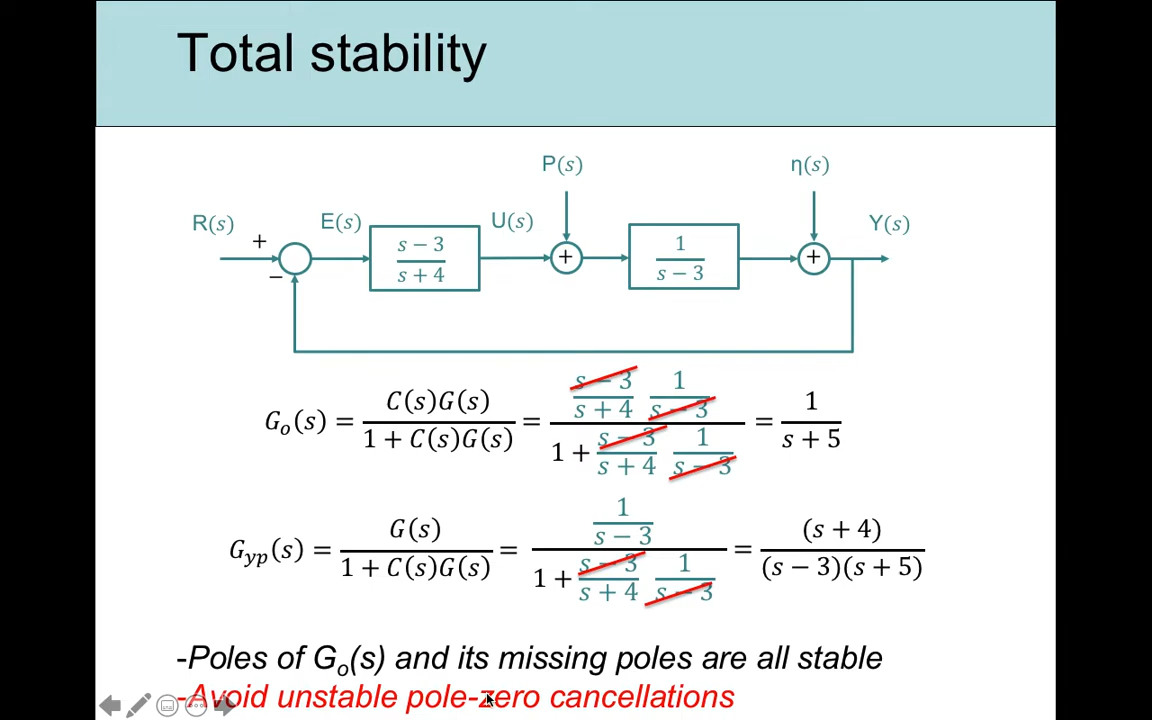 Total stability
P(s) η(s)
R(s) E(s) U(s) Y(s)
+ − (s − 3)/(s + 4) + 1/(s − 3) +
Gₒ(s) = C(s)G(s)/(1 + C(s)G(s)) = ((s − 3)/(s + 4) 1/(s − 3))/(1 + (s − 3)/(s + 4) 1/(s − 3)) = 1/(s + 5)
G_yp(s) = G(s)/(1 + C(s)G(s)) = (1/(s − 3))/(1 + (s − 3)/(s + 4) 1/(s − 3)) = (s + 4)/((s − 3)(s + 5))
-Poles of Gₒ(s) and its missing poles are all stable
-Avoid unstable pole-zero cancellations